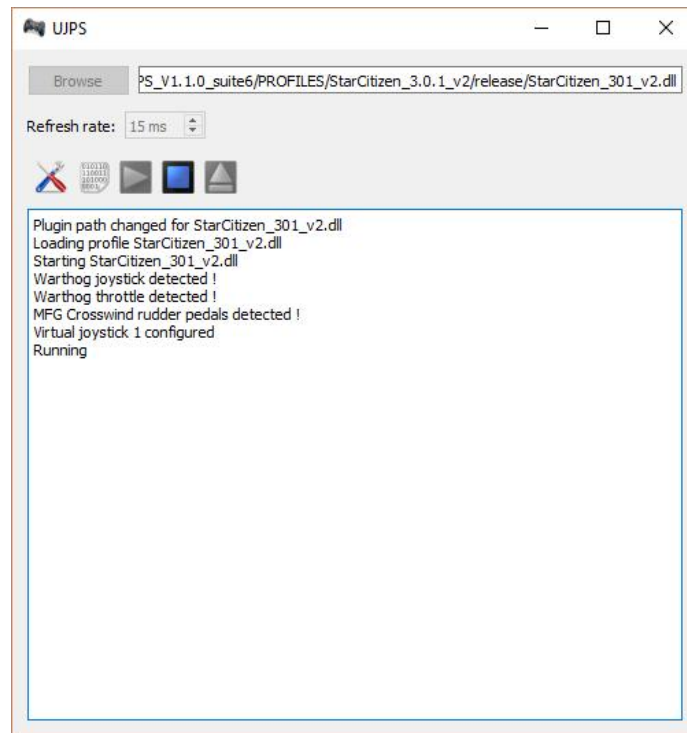 UJPS
Browse
PS_V1.1.0_suite6/PROFILES/StarCitizen_3.0.1_v2/release/StarCitizen_301_v2.dll
Refresh rate: 15 ms
Plugin path changed for StarCitizen_301_v2.dll
Loading profile StarCitizen_301_v2.dll
Starting StarCitizen_301_v2.dll
Warthog joystick detected !
Warthog throttle detected !
MFG Crosswind rudder pedals detected !
Virtual joystick 1 configured
Running